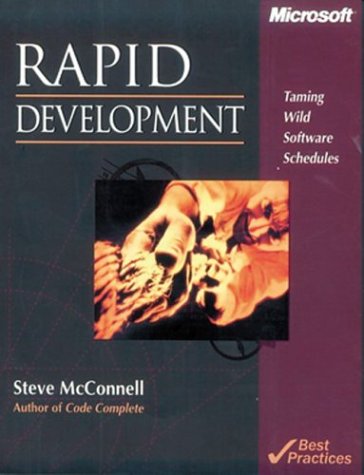 Microsoft
RAPID
DEVELOPMENT
Taming
Wild
Software
Schedules
Steve McConnell
Author of Code Complete
Best
Practices